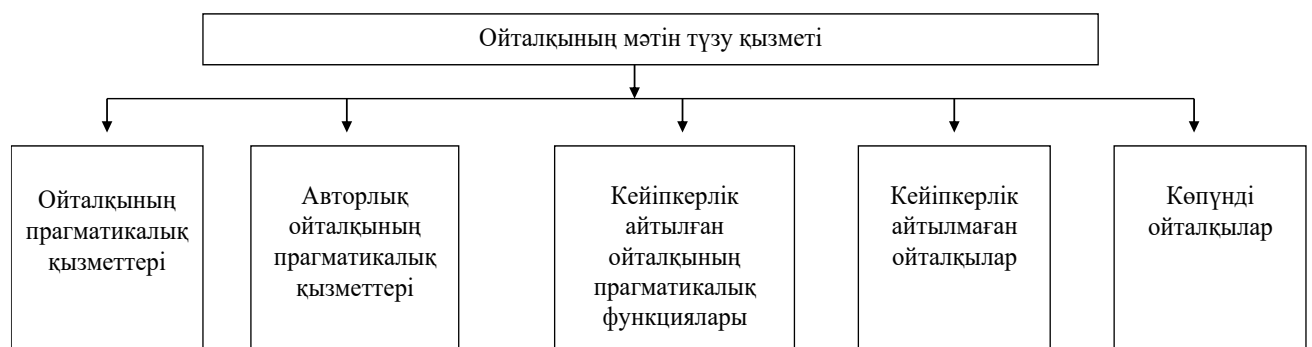 Ойталқының мәтін түзу қызметі
Ойталқының
прагматикалық
қызметтері
Авторлық
ойталқының
прагматикалық
қызметтері
Кейіпкерлік
айтылған
ойталқының
прагматикалық
функциялары
Кейіпкерлік
айтылмаған
ойталқылар
Көпүнді
ойталқылар